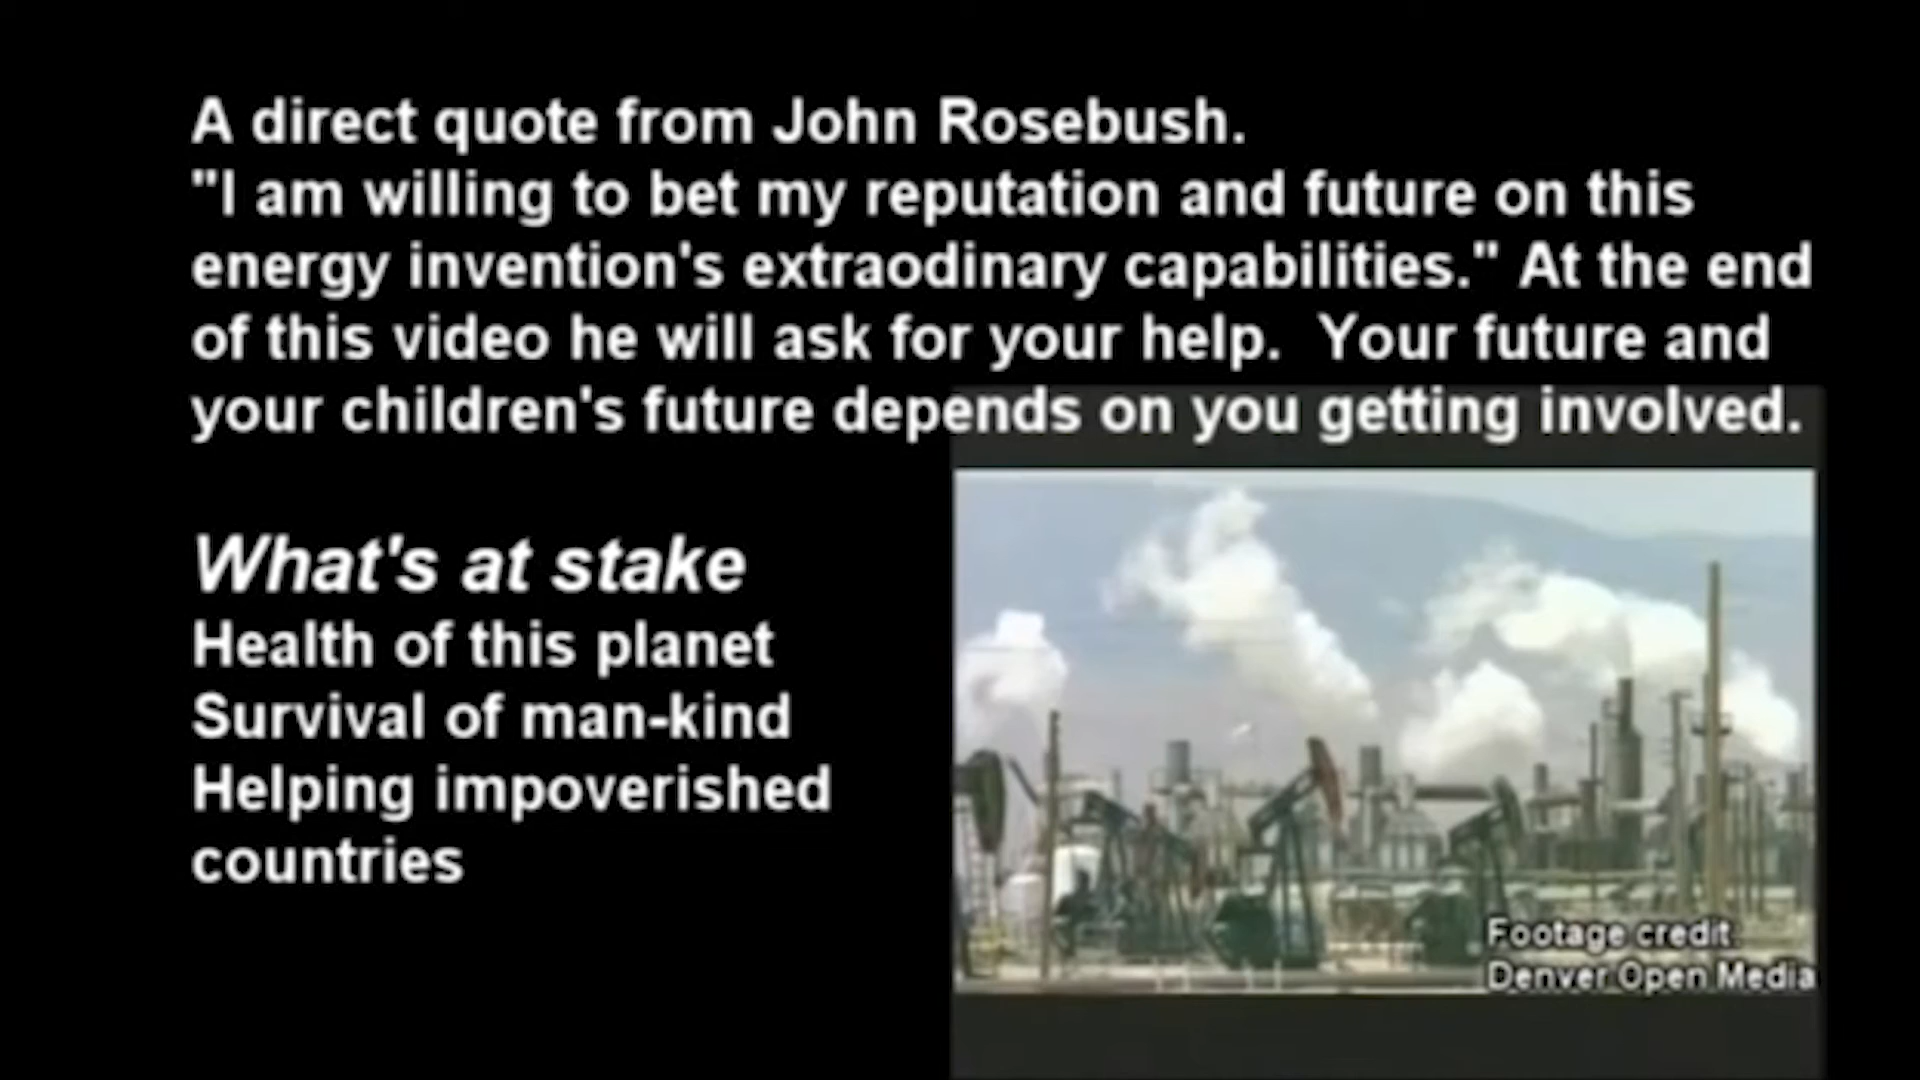 A direct quote from John Rosebush.
"I am willing to bet my reputation and future on this
energy invention's extraodinary capabilities." At the end
of this video he will ask for your help.  Your future and
your children's future depends on you getting involved.
What's at stake
Health of this planet
Survival of man-kind
Helping impoverished
countries
Footage credit:
Denver Open Media